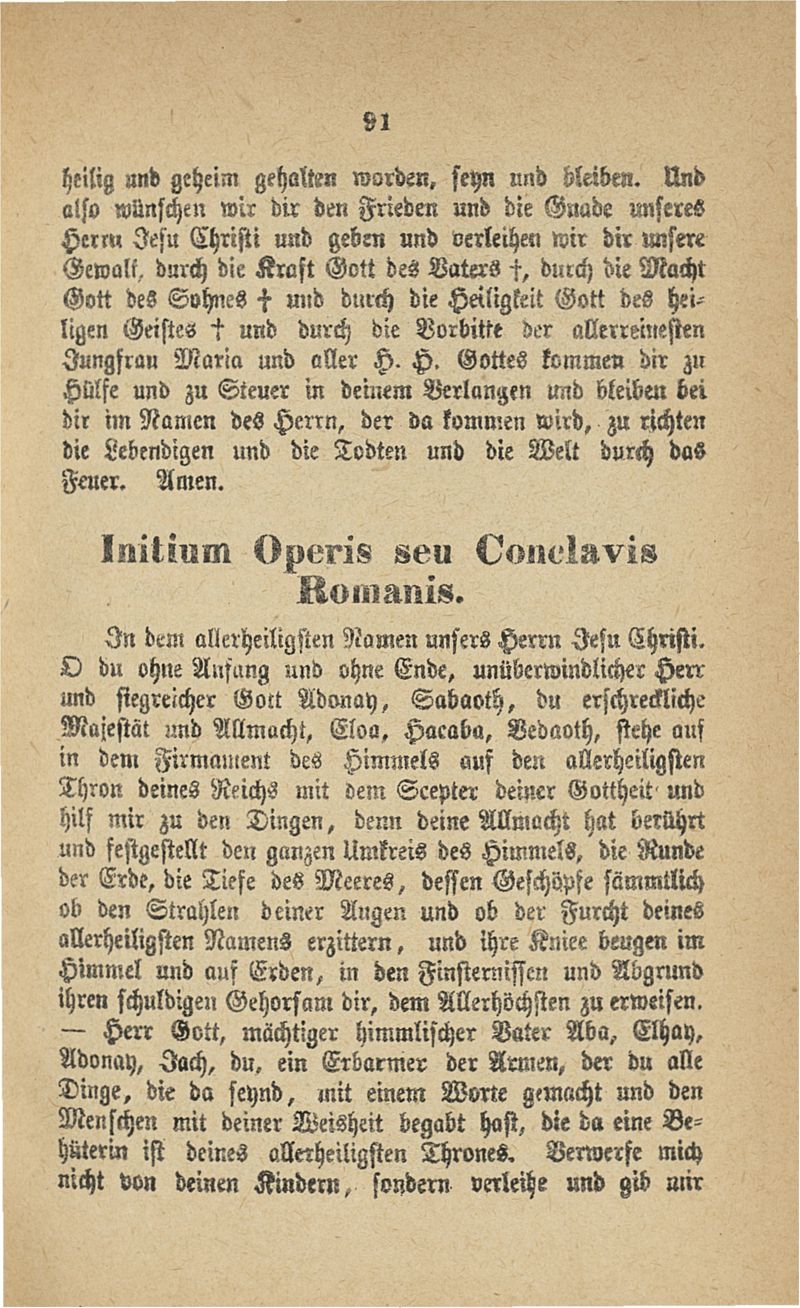 91
heilig und geheim gehalten worden, seyn und bleiben. Und
also wünschen wir dir den Frieden und die Gnade unseres
Herrn Jesu Christi und geben und verleihen wir dir unsere
Gewalt, durch die Kraft Gott des Vaters †, durch die Macht
Gott des Sohnes † und durch die Heiligkeit Gott des hei-
ligen Geistes † und durch die Vorbitte der allerreinesten
Jungfrau Maria und aller H. H. Gottes kommen dir zu
Hülfe und zu Steuer in deinem Verlangen und bleiben bei
dir im Namen des Herrn, der da kommen wird, zu richten
die Lebendigen und die Todten und die Welt durch das
Feuer. Amen.
Initium Operis seu Conclavis
Romanis.
In dem allerheiligsten Namen unsers Herrn Jesu Christi.
O du ohne Anfang und ohne Ende, unüberwindlicher Herr
und siegreicher Gott Adonay, Sabaoth, du erschreckliche
Majestät und Allmacht, Eloa, Hacaba, Vedaoth, stehe auf
in dem Firmament des Himmels auf den allerheiligsten
Thron deines Reichs mit dem Scepter deiner Gottheit und
hilf mir zu den Dingen, denn deine Allmacht hat berührt
und festgestellt den ganzen Umkreis des Himmels, die Runde
der Erde, die Tiefe des Meeres, dessen Geschöpfe sämmtlich
ob den Strahlen deiner Augen und ob der Furcht deines
allerheiligsten Namens erzittern, und ihre Kniee beugen im
Himmel und auf Erden, in den Finsternissen und Abgrund
ihren schuldigen Gehorsam dir, dem Allerhöchsten zu erweisen.
— Herr Gott, mächtiger himmlischer Vater Aba, Elhay,
Adonay, Jach, du, ein Erbarmer der Armen, der du alle
Dinge, die da seynd, mit einem Worte gemacht und den
Menschen mit deiner Weisheit begabt hast, die da eine Be-
hüterin ist deines allerheiligsten Thrones. Verwerfe mich
nicht von deinen Kindern, sondern verleihe und gib mir